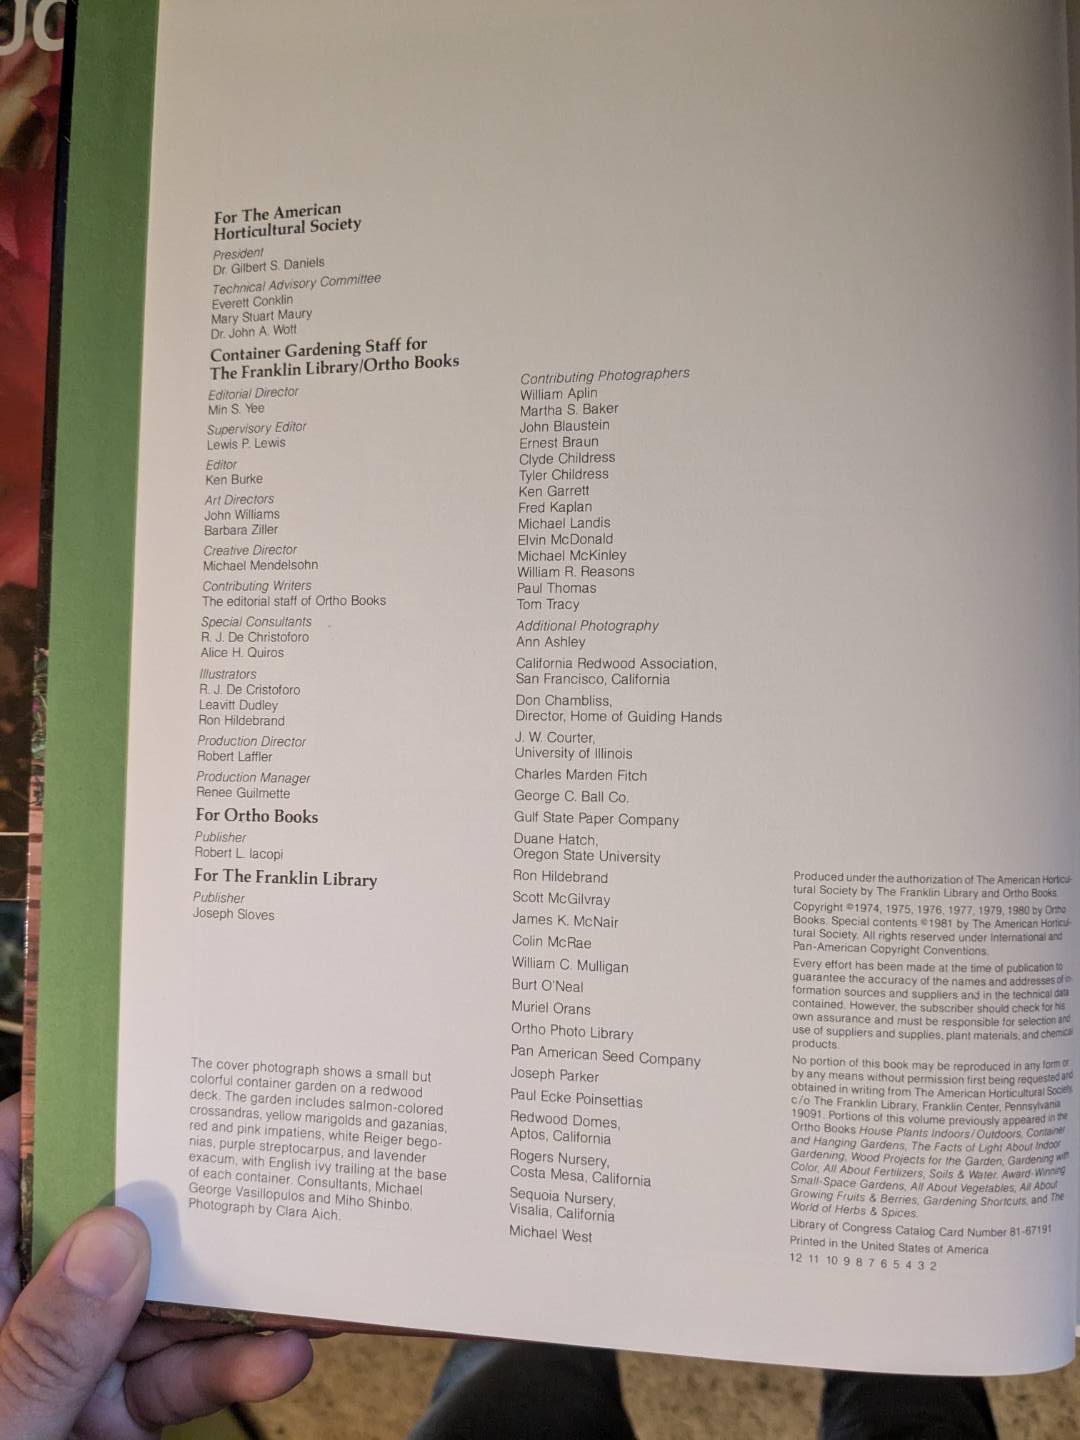 For The American
Horticultural Society
President
Dr. Gilbert S. Daniels
Technical Advisory Committee
Everett Conklin
Mary Stuart Maury
Dr. John A. Wott
Container Gardening Staff for
The Franklin Library/Ortho Books
Editorial Director
Min S. Yee
Supervisory Editor
Lewis P. Lewis
Editor
Ken Burke
Art Directors
John Williams
Barbara Ziller
Creative Director
Michael Mendelsohn
Contributing Writers
The editorial staff of Ortho Books
Special Consultants
R. J. De Christoforo
Alice H. Quiros
Illustrators
R. J. De Cristoforo
Leavitt Dudley
Ron Hildebrand
Production Director
Robert Laffler
Production Manager
Renee Guilmette
For Ortho Books
Publisher
Robert L. Iacopi
For The Franklin Library
Publisher
Joseph Sloves
The cover photograph shows a small but
colorful container garden on a redwood
deck. The garden includes salmon-colored
crossandras, yellow marigolds and gazanias,
red and pink impatiens, white Reiger bego-
nias, purple streptocarpus, and lavender
exacum, with English ivy trailing at the base
of each container. Consultants, Michael
George Vasillopulos and Miho Shinbo.
Photograph by Clara Aich.
Contributing Photographers
William Aplin
Martha S. Baker
John Blaustein
Ernest Braun
Clyde Childress
Tyler Childress
Ken Garrett
Fred Kaplan
Michael Landis
Elvin McDonald
Michael McKinley
William R. Reasons
Paul Thomas
Tom Tracy
Additional Photography
Ann Ashley
California Redwood Association,
San Francisco, California
Don Chambliss,
Director, Home of Guiding Hands
J. W. Courter,
University of Illinois
Charles Marden Fitch
George C. Ball Co.
Gulf State Paper Company
Duane Hatch,
Oregon State University
Ron Hildebrand
Scott McGilvray
James K. McNair
Colin McRae
William C. Mulligan
Burt O'Neal
Muriel Orans
Ortho Photo Library
Pan American Seed Company
Joseph Parker
Paul Ecke Poinsettias
Redwood Domes,
Aptos, California
Rogers Nursery,
Costa Mesa, California
Sequoia Nursery,
Visalia, California
Michael West
Produced under the authorization of The American Horticul-
tural Society by The Franklin Library and Ortho Books.
Copyright ©1974, 1975, 1976, 1977, 1979, 1980 by Ortho
Books. Special contents ©1981 by The American Horticul-
tural Society. All rights reserved under International and
Pan-American Copyright Conventions.
Every effort has been made at the time of publication to
guarantee the accuracy of the names and addresses of in-
formation sources and suppliers and in the technical data
contained. However, the subscriber should check for his
own assurance and must be responsible for selection and
use of suppliers and supplies, plant materials, and chemical
products.
No portion of this book may be reproduced in any form or
by any means without permission first being requested and
obtained in writing from The American Horticultural Society,
c/o The Franklin Library, Franklin Center, Pennsylvania
19091. Portions of this volume previously appeared in the
Ortho Books House Plants Indoors/Outdoors, Container
and Hanging Gardens, The Facts of Light About Indoor
Gardening, Wood Projects for the Garden, Gardening with
Color, All About Fertilizers, Soils & Water, Award-Winning
Small-Space Gardens, All About Vegetables, All About
Growing Fruits & Berries, Gardening Shortcuts, and The
World of Herbs & Spices.
Library of Congress Catalog Card Number 81-67191
Printed in the United States of America
12 11 10 9 8 7 6 5 4 3 2